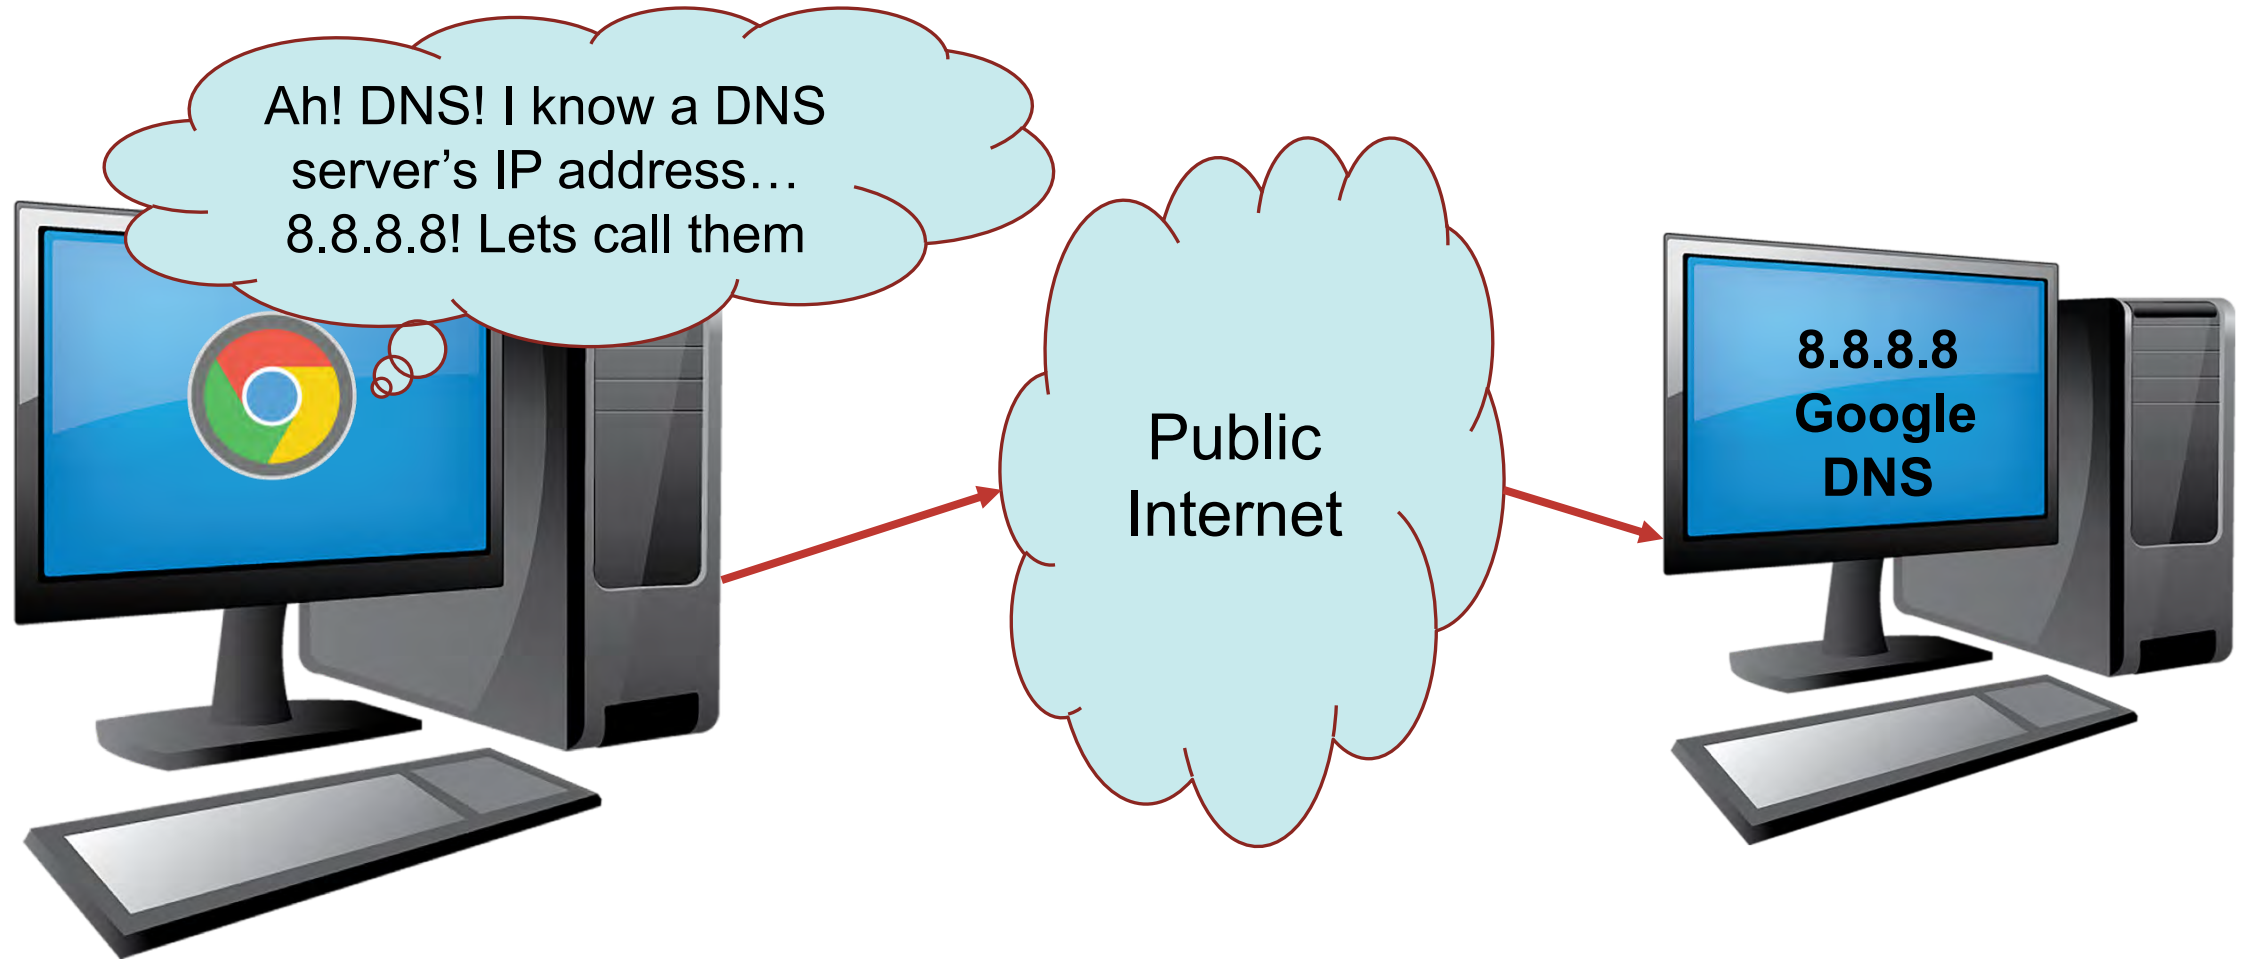 Ah! DNS! I know a DNS
server’s IP address…
8.8.8.8! Lets call them
Public
Internet
8.8.8.8
Google
DNS